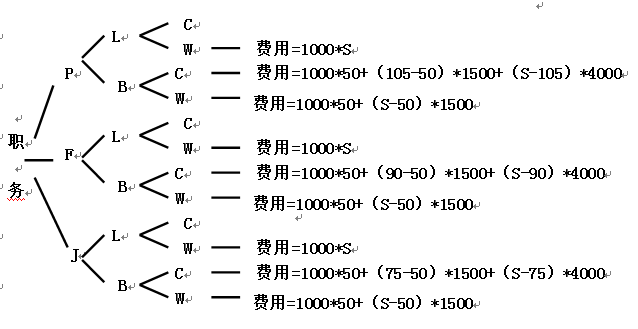 C
L
W 费用=1000*S
P
C 费用=1000*50+（105-50）*1500+（S-105）*4000
B
W 费用=1000*50+（S-50）*1500
C
职
L
W 费用=1000*S
F
C 费用=1000*50+（90-50）*1500+（S-90）*4000
务
B
W 费用=1000*50+（S-50）*1500
C
L
W 费用=1000*S
J
C 费用=1000*50+（75-50）*1500+（S-75）*4000
B
W 费用=1000*50+（S-50）*1500